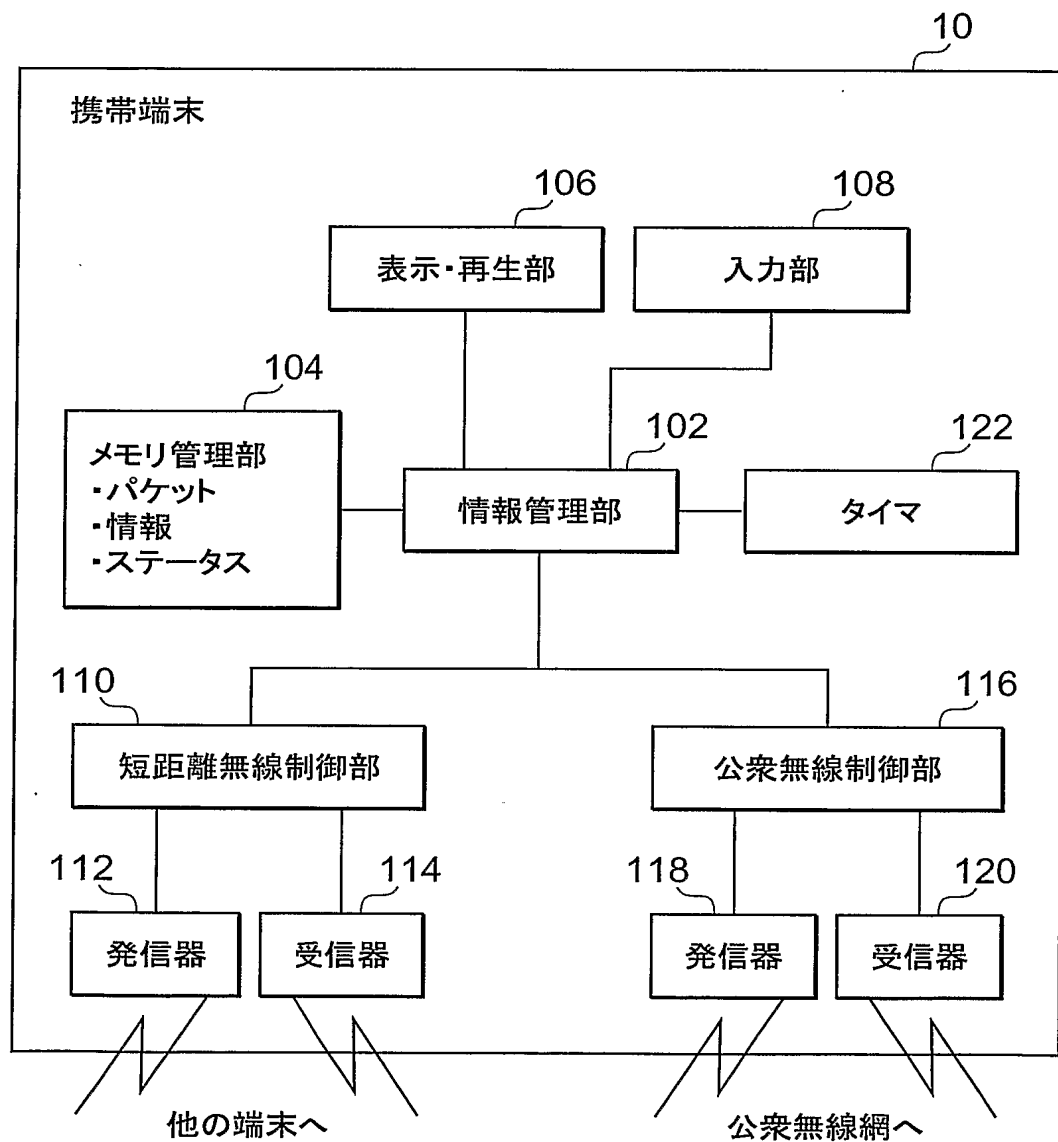 10
携帯端末
106
108
表示・再生部
入力部
104
102
122
メモリ管理部
・パケット
・情報
・ステータス
情報管理部
タイマ
110
116
短距離無線制御部
公衆無線制御部
112
114
118
120
発信器
受信器
発信器
受信器
他の端末へ
公衆無線網へ